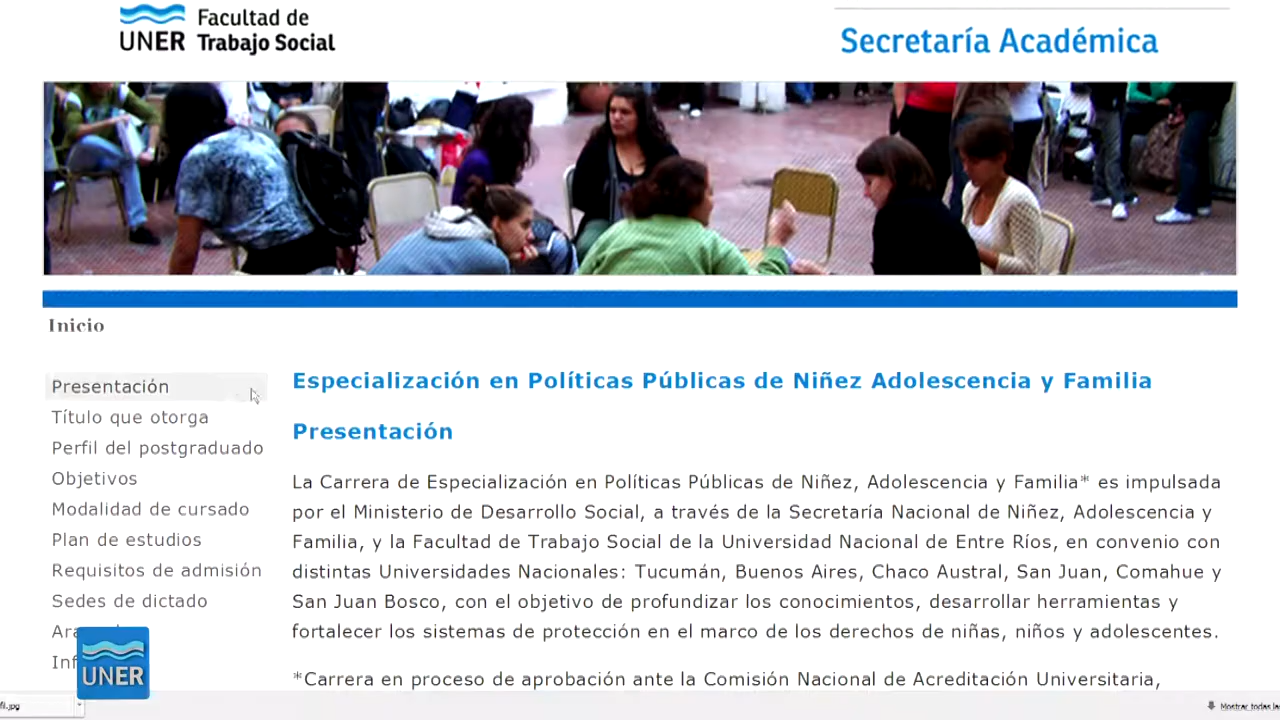 Facultad de
UNER Trabajo Social
Secretaría Académica
Inicio
Presentación
Título que otorga
Perfil del postgraduado
Objetivos
Modalidad de cursado
Plan de estudios
Requisitos de admisión
Sedes de dictado
UNER
Especialización en Políticas Públicas de Niñez Adolescencia y Familia
Presentación
La Carrera de Especialización en Políticas Públicas de Niñez, Adolescencia y Familia* es impulsada
por el Ministerio de Desarrollo Social, a través de la Secretaría Nacional de Niñez, Adolescencia y
Familia, y la Facultad de Trabajo Social de la Universidad Nacional de Entre Ríos, en convenio con
distintas Universidades Nacionales: Tucumán, Buenos Aires, Chaco Austral, San Juan, Comahue y
San Juan Bosco, con el objetivo de profundizar los conocimientos, desarrollar herramientas y
fortalecer los sistemas de protección en el marco de los derechos de niñas, niños y adolescentes.
*Carrera en proceso de aprobación ante la Comisión Nacional de Acreditación Universitaria,
Mostrar todas